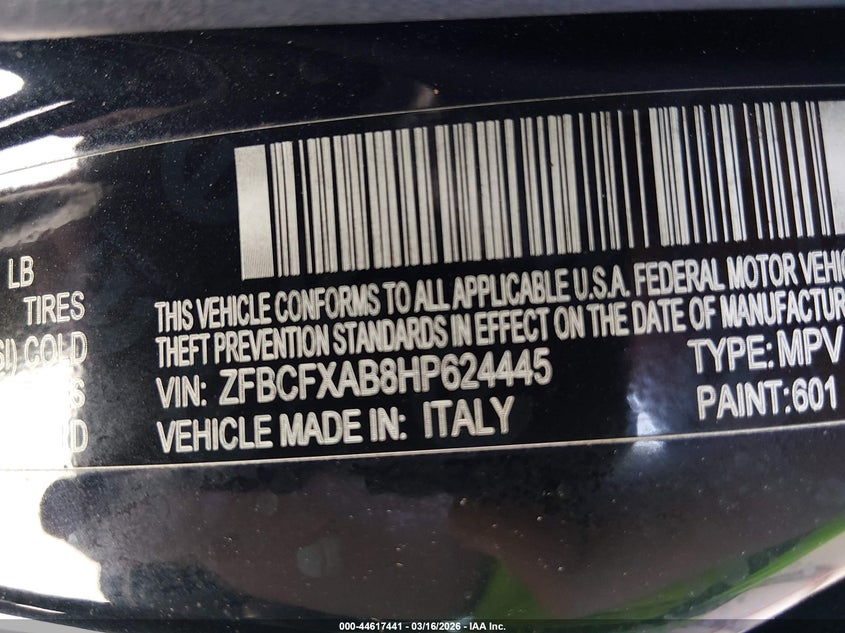 LB
TIRES
SI) COLD
S
D
THIS VEHICLE CONFORMS TO ALL APPLICABLE U.S.A. FEDERAL MOTOR VEHIC
THEFT PREVENTION STANDARDS IN EFFECT ON THE DATE OF MANUFACTUR
VIN: ZFBCFXAB8HP624445 TYPE: MPV
VEHICLE MADE IN: ITALY PAINT:601
000-44617441 - 03/16/2026 - IAA Inc.